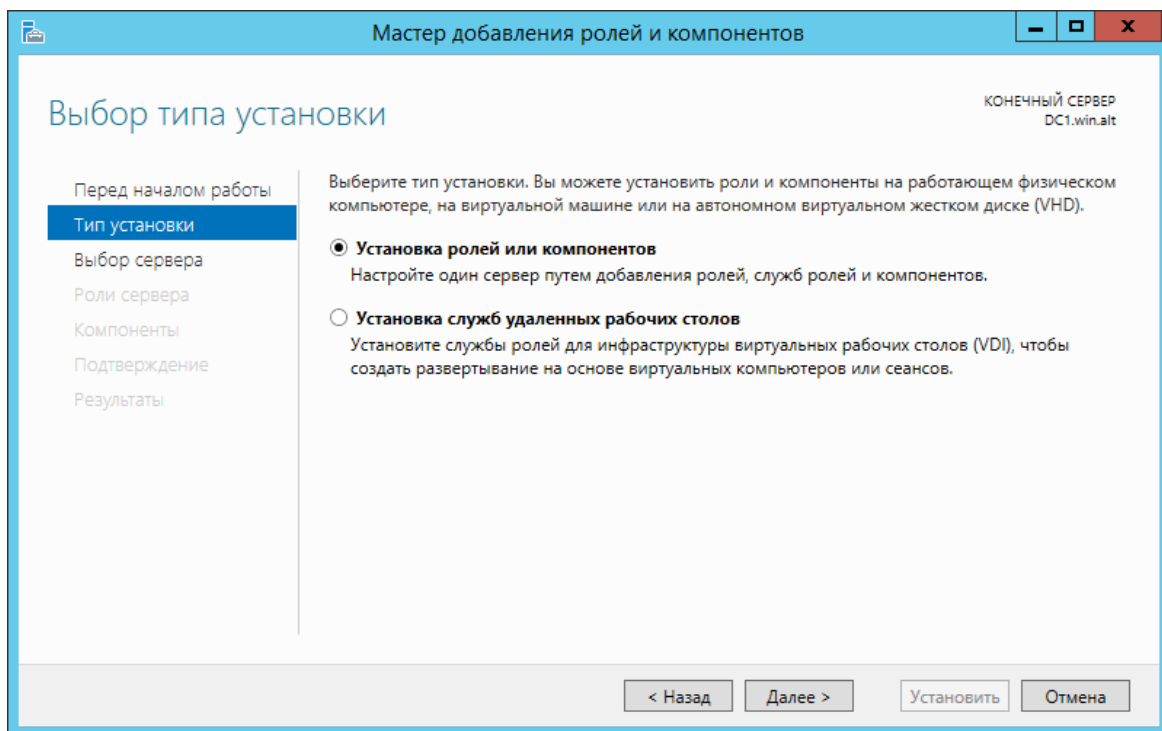 Мастер добавления ролей и компонентов
Выбор типа установки
КОНЕЧНЫЙ СЕРВЕР
DC1.win.alt
Перед началом работы
Тип установки
Выбор сервера
Роли сервера
Компоненты
Подтверждение
Результаты
Выберите тип установки. Вы можете установить роли и компоненты на работающем физическом
компьютере, на виртуальной машине или на автономном виртуальном жестком диске (VHD).
Установка ролей или компонентов
Настройте один сервер путем добавления ролей, служб ролей и компонентов.
Установка служб удаленных рабочих столов
Установите службы ролей для инфраструктуры виртуальных рабочих столов (VDI), чтобы
создать развертывание на основе виртуальных компьютеров или сеансов.
< Назад Далее > Установить Отмена